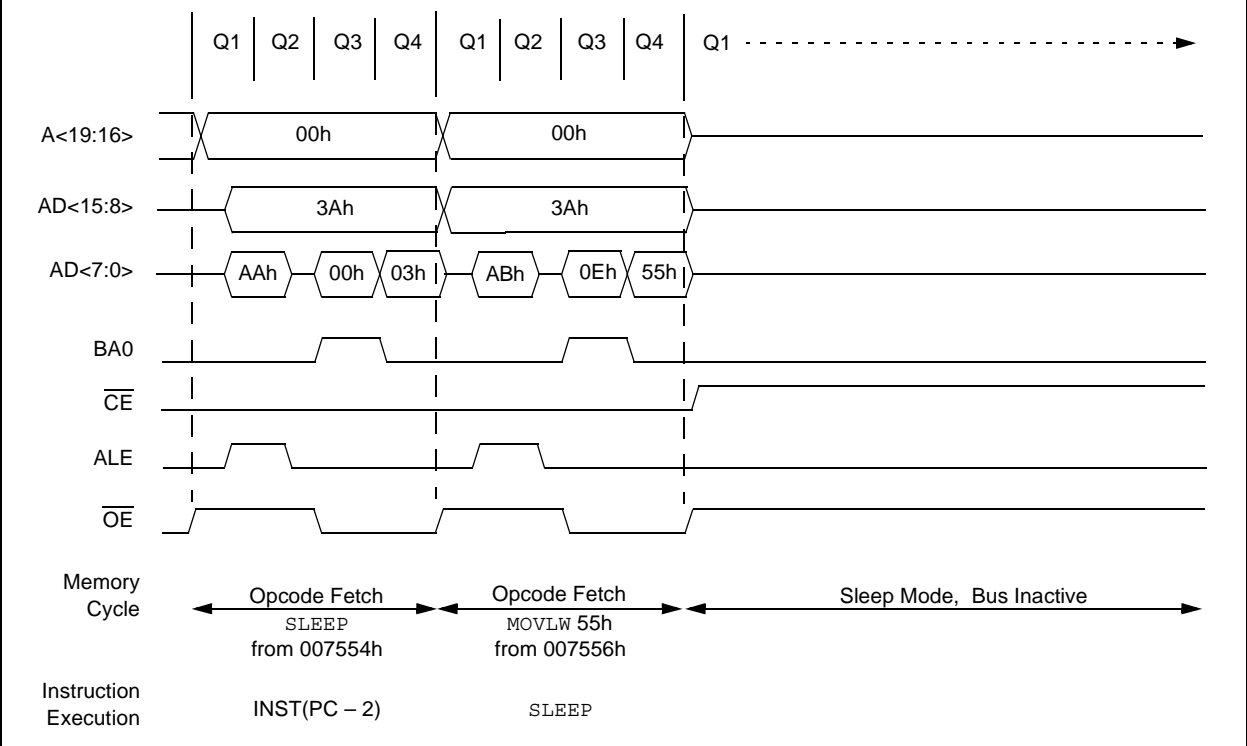 Q1 Q2 Q3 Q4 Q1 Q2 Q3 Q4 Q1
A<19:16> 00h 00h
AD<15:8> 3Ah 3Ah
AD<7:0> AAh 00h 03h ABh 0Eh 55h
BA0
CE
ALE
OE
Memory
Cycle
Opcode Fetch Opcode Fetch Sleep Mode, Bus Inactive
SLEEP MOVLW 55h
from 007554h from 007556h
Instruction
Execution
INST(PC – 2) SLEEP